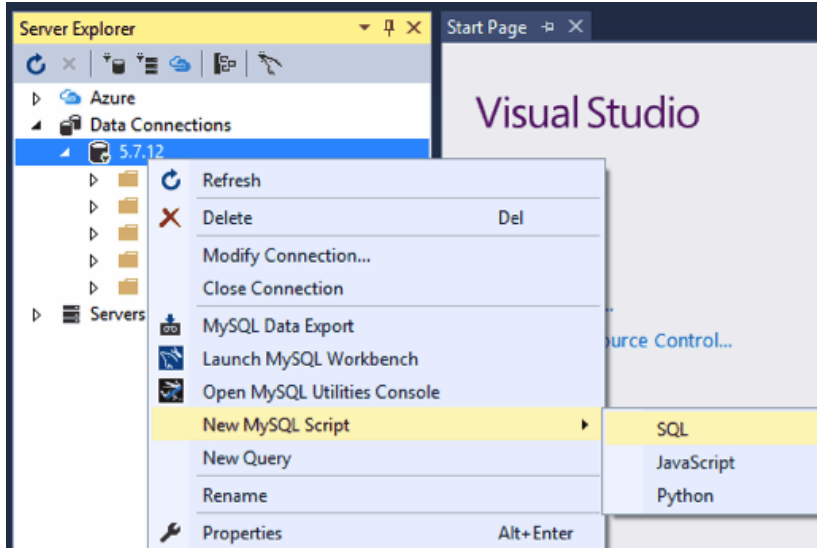 Server Explorer
Start Page
Azure
Data Connections
5.7.12
Servers
Visual Studio
Refresh
Delete Del
Modify Connection...
Close Connection
MySQL Data Export
Launch MySQL Workbench
Open MySQL Utilities Console
New MySQL Script
New Query
Rename
Properties Alt+Enter
ource Control...
SQL
JavaScript
Python